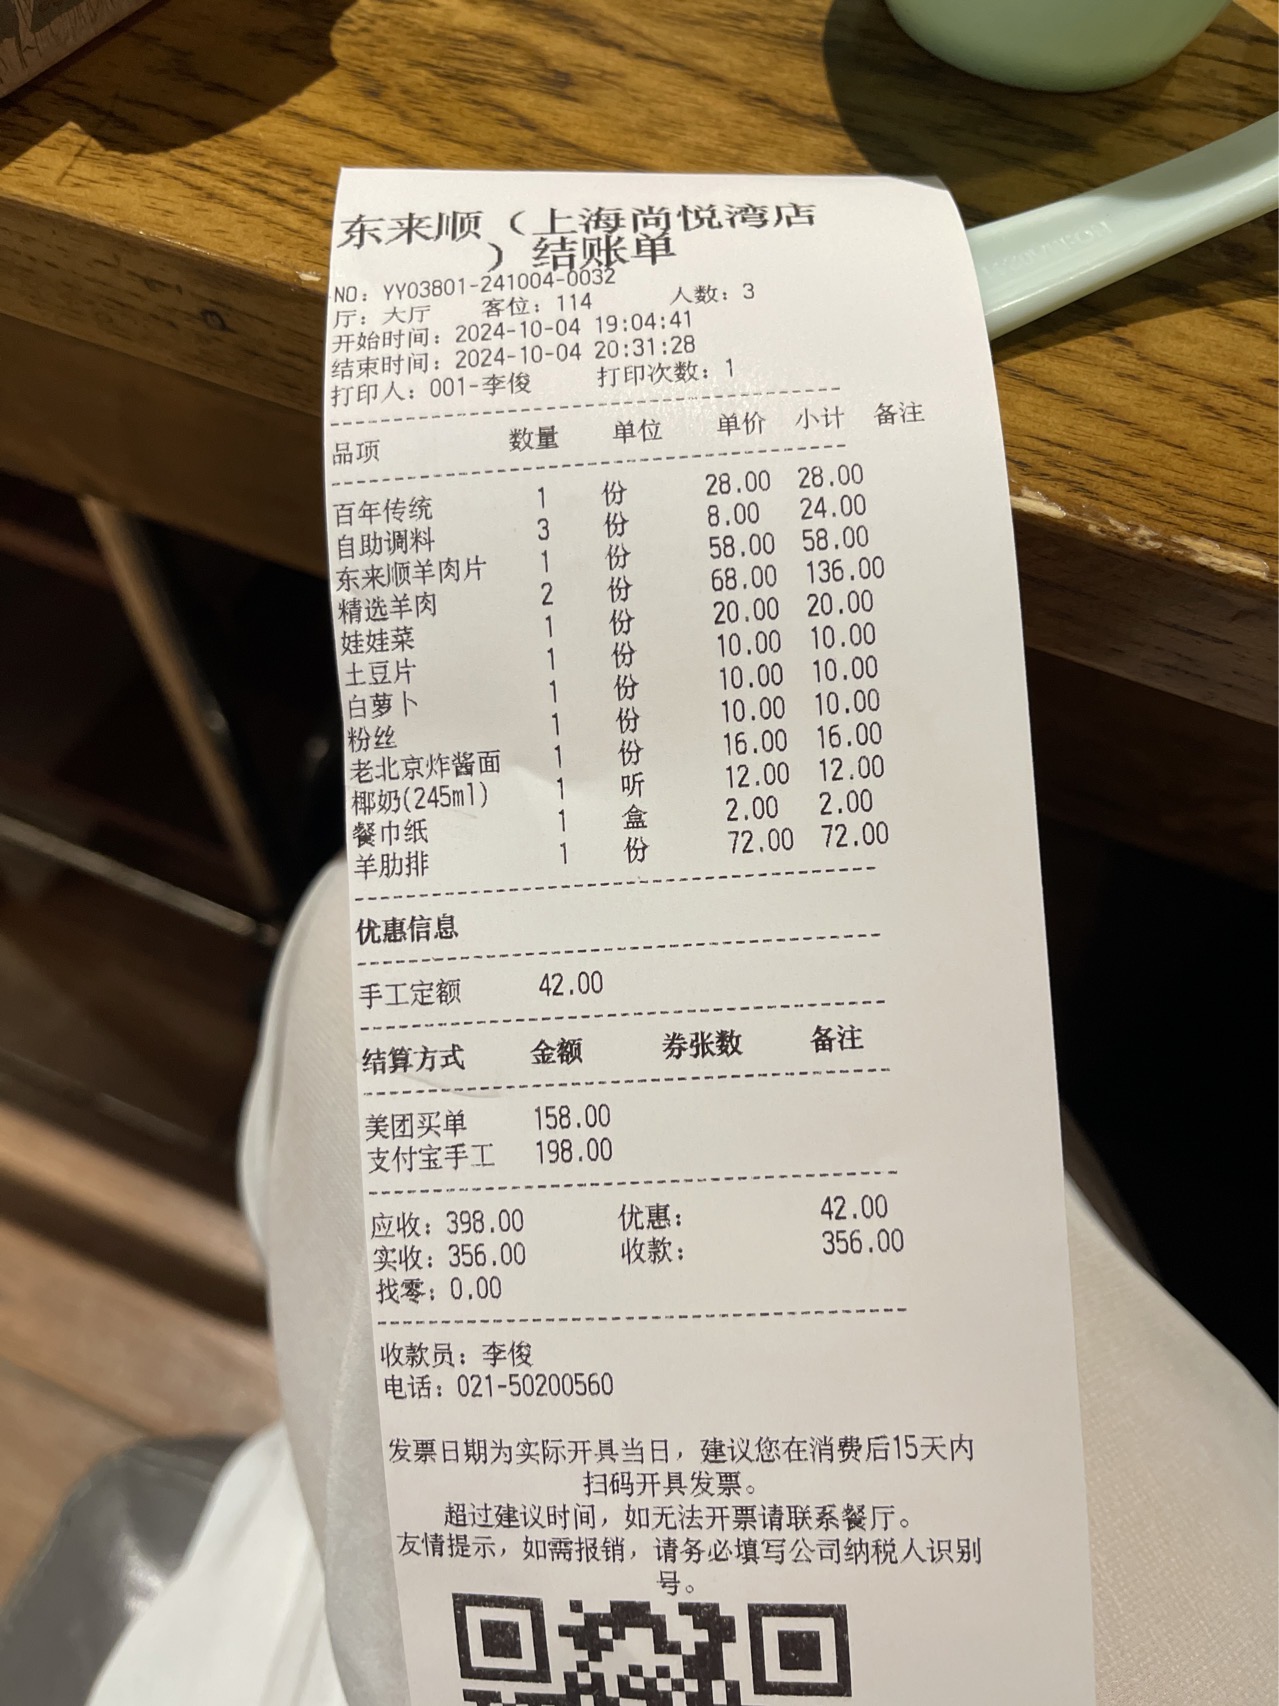 东来顺（上海尚悦湾店
）结账单
NO：YY03801-241004-0032
厅：大厅 客位：114 人数：3
开始时间：2024-10-04 19:04:41
结束时间：2024-10-04 20:31:28
打印人：001-李俊 打印次数：1
品项 数量 单位 单价 小计 备注
百年传统 1 份 28.00 28.00
自助调料 3 份 8.00 24.00
东来顺羊肉片 1 份 58.00 58.00
精选羊肉 2 份 68.00 136.00
娃娃菜 1 份 20.00 20.00
土豆片 1 份 10.00 10.00
白萝卜 1 份 10.00 10.00
粉丝 1 份 10.00 10.00
老北京炸酱面 1 份 16.00 16.00
椰奶(245ml) 1 听 12.00 12.00
餐巾纸 1 盒 2.00 2.00
羊肋排 1 份 72.00 72.00
优惠信息
手工定额 42.00
结算方式 金额 券张数 备注
美团买单 158.00
支付宝手工 198.00
应收：398.00 优惠： 42.00
实收：356.00 收款： 356.00
找零：0.00
收款员：李俊
电话：021-50200560
发票日期为实际开具当日，建议您在消费后15天内
扫码开具发票。
超过建议时间，如无法开票请联系餐厅。
友情提示，如需报销，请务必填写公司纳税人识别
号。